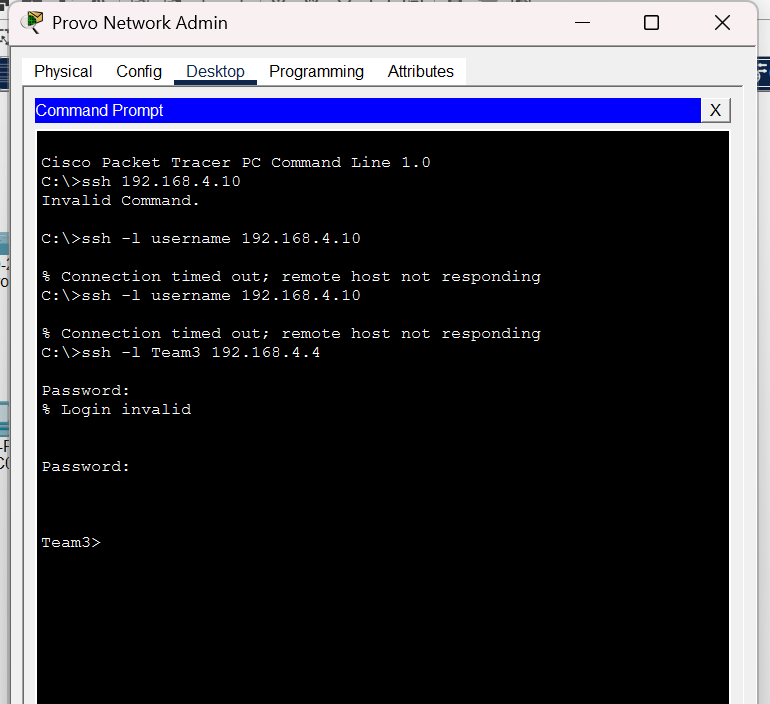 Provo Network Admin
Physical Config Desktop Programming Attributes
Command Prompt X
Cisco Packet Tracer PC Command Line 1.0
C:\>ssh 192.168.4.10
Invalid Command.
C:\>ssh -l username 192.168.4.10
% Connection timed out; remote host not responding
C:\>ssh -l username 192.168.4.10
% Connection timed out; remote host not responding
C:\>ssh -l Team3 192.168.4.4
Password:
% Login invalid
Password:
Team3>